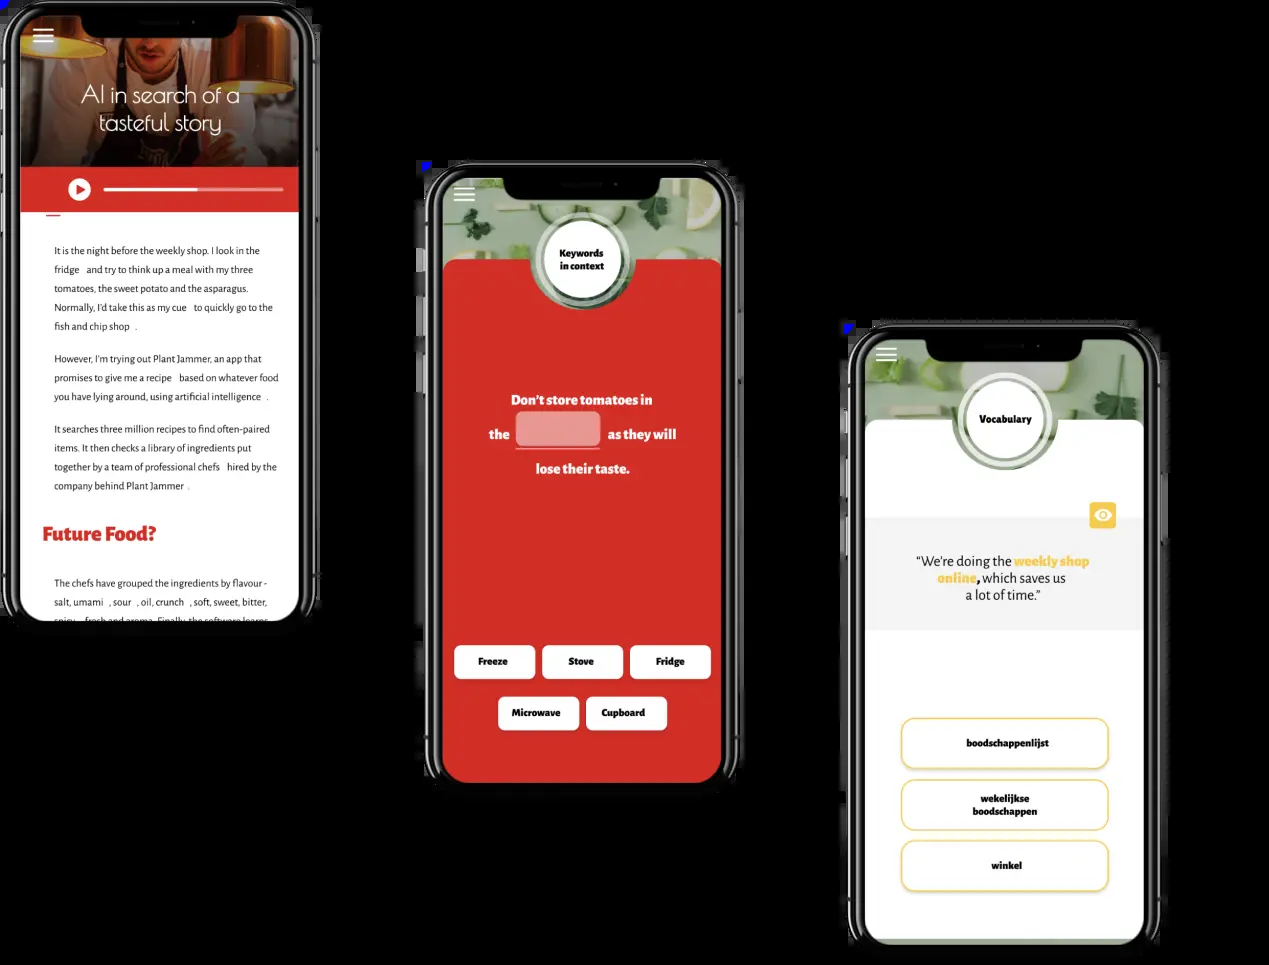 AI in search of a
tasteful story
It is the night before the weekly shop. I look in the
fridge and try to think up a meal with my three
tomatoes, the sweet potato and the asparagus.
Normally, I'd take this as my cue to quickly go to the
fish and chip shop .
However, I'm trying out Plant Jammer, an app that
promises to give me a recipe based on whatever food
you have lying around, using artificial intelligence .
It searches three million recipes to find often-paired
items. It then checks a library of ingredients put
together by a team of professional chefs hired by the
company behind Plant Jammer .
Future Food?
The chefs have grouped the ingredients by flavour -
salt, umami , sour , oil, crunch , soft, sweet, bitter,
spicy fresh and aroma. Finally, the software learns
Keywords
in context
Don't store tomatoes in
the as they will
lose their taste.
Freeze Stove Fridge
Microwave Cupboard
Vocabulary
“We're doing the weekly shop
online, which saves us
a lot of time.”
boodschappenlijst
wekelijkse
boodschappen
winkel